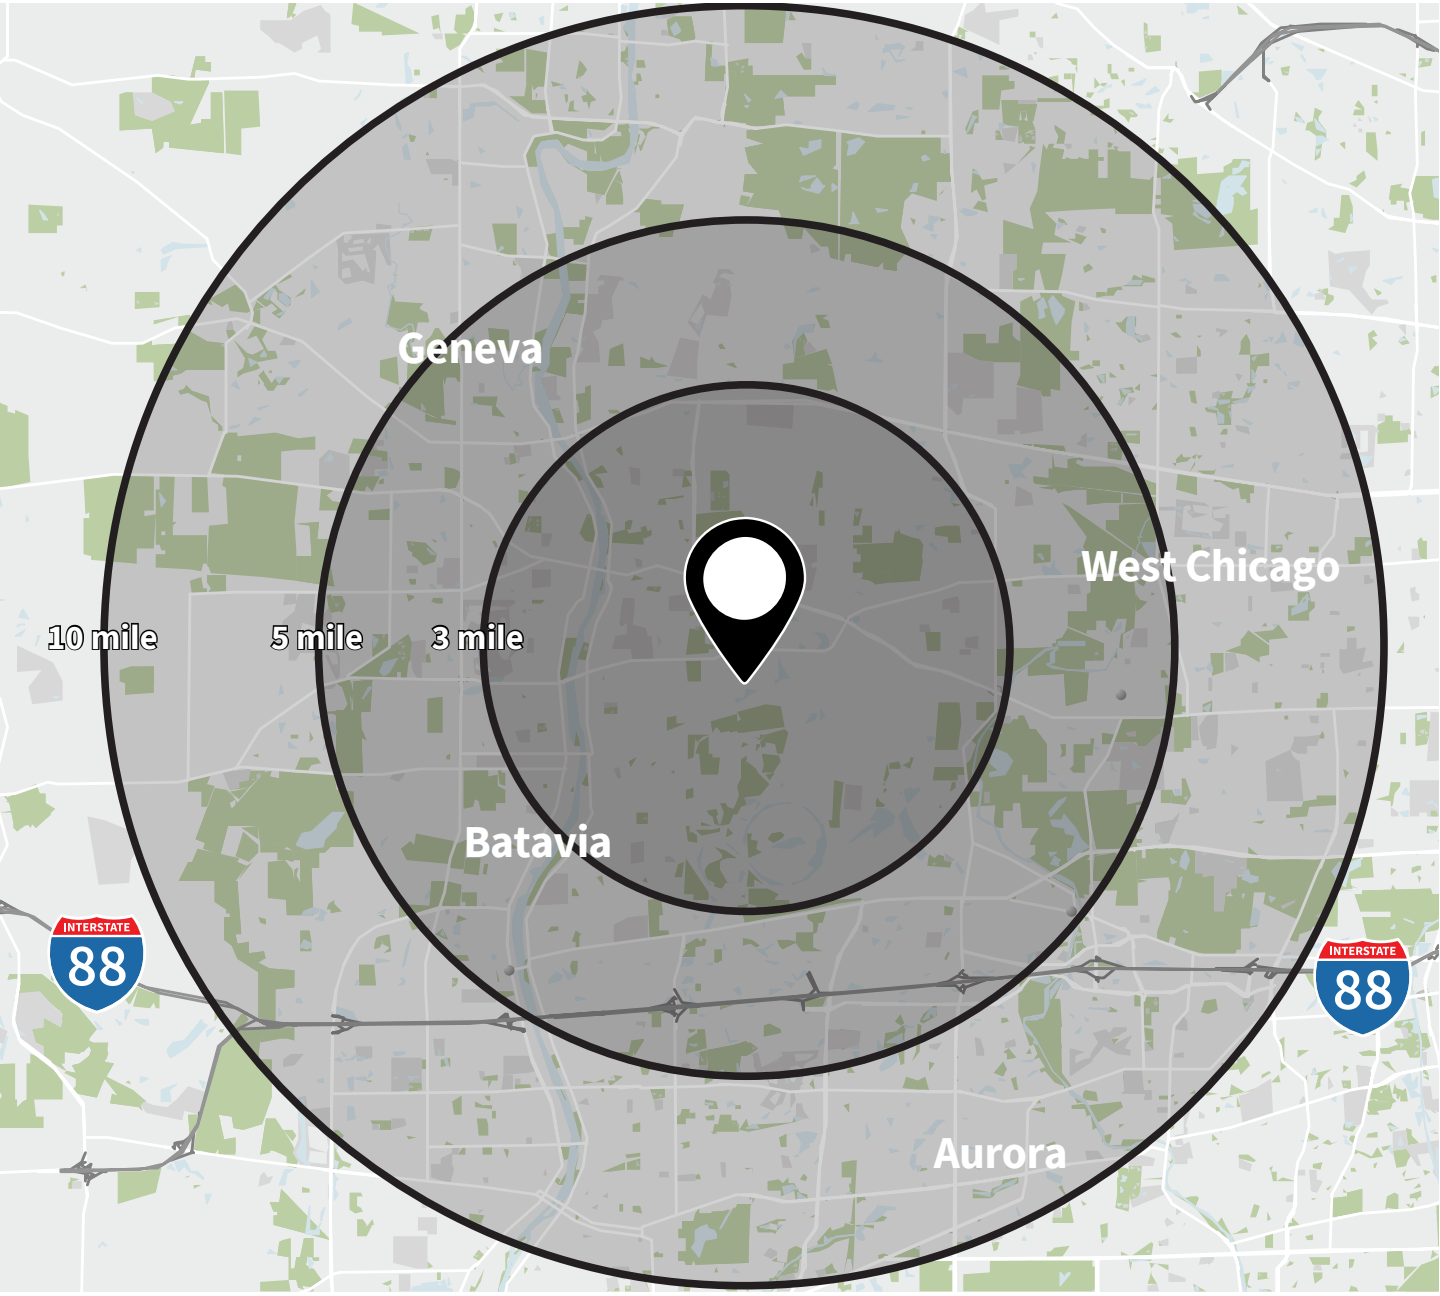 Geneva
West Chicago
10 mile
5 mile
3 mile
Batavia
INTERSTATE
88
INTERSTATE
88
Aurora